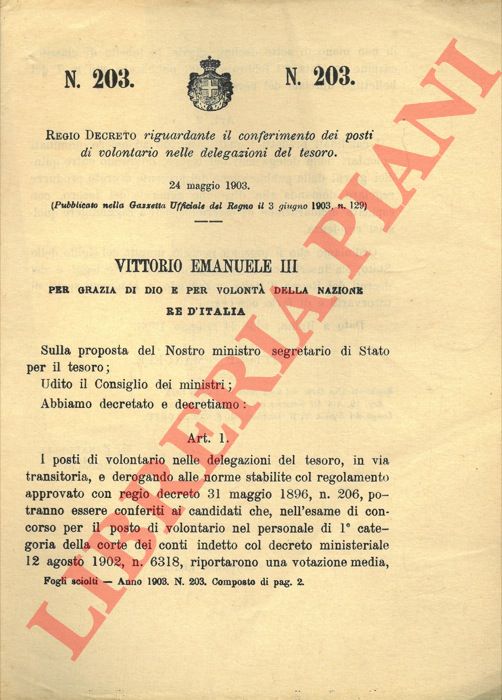 N. 203.
N. 203.
REGIO DECRETO riguardante il conferimento dei posti
di volontario nelle delegazioni del tesoro.
24 maggio 1903.
(Pubblicato nella Gazzetta Ufficiale del Regno il 3 giugno 1903, n. 129)
VITTORIO EMANUELE III
PER GRAZIA DI DIO E PER VOLONTÀ DELLA NAZIONE
RE D'ITALIA
Sulla proposta del Nostro ministro segretario di Stato
per il tesoro;
Udito il Consiglio dei ministri;
Abbiamo decretato e decretiamo:
Art. 1.
I posti di volontario nelle delegazioni del tesoro, in via
transitoria, e derogando alle norme stabilite col regolamento
approvato con regio decreto 31 maggio 1896, n. 206, po-
tranno essere conferiti ai candidati che, nell'esame di con-
corso per il posto di volontario nel personale di 1ª cate-
goria della corte dei conti indetto col decreto ministeriale
12 agosto 1902, n. 6318, riportarono una votazione media,
Fogli sciolti — Anno 1903. N. 203. Composto di pag. 2.
LIBRERIA PIANI